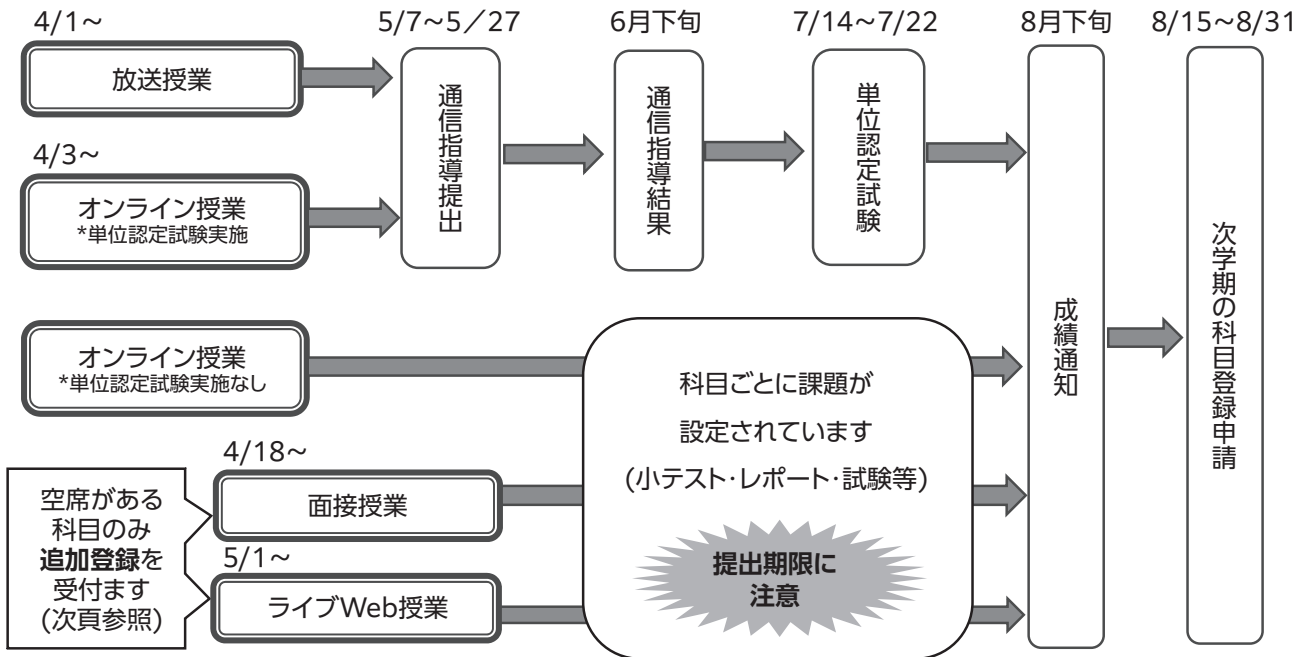 4/1~
放送授業
4/3~
オンライン授業
*単位認定試験実施
オンライン授業
*単位認定試験実施なし
4/18~
面接授業
5/1~
ライブWeb授業
空席がある
科目のみ
追加登録を
受付ます
(次頁参照)
5/7~5/27
通信指導提出
6月下旬
通信指導結果
7/14~7/22
単位認定試験
科目ごとに課題が
設定されています
(小テスト・レポート・試験等)
提出期限に
注意
8月下旬
成績通知
8/15~8/31
次学期の科目登録申請